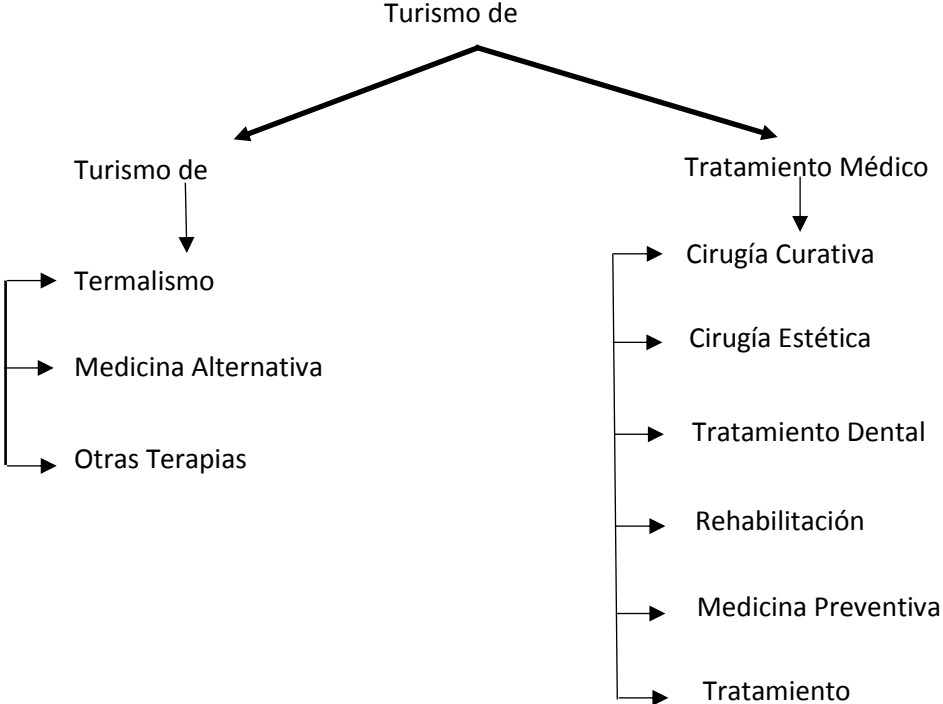 Turismo de
Turismo de
Tratamiento Médico
Termalismo
Medicina Alternativa
Otras Terapias
Cirugía Curativa
Cirugía Estética
Tratamiento Dental
Rehabilitación
Medicina Preventiva
Tratamiento